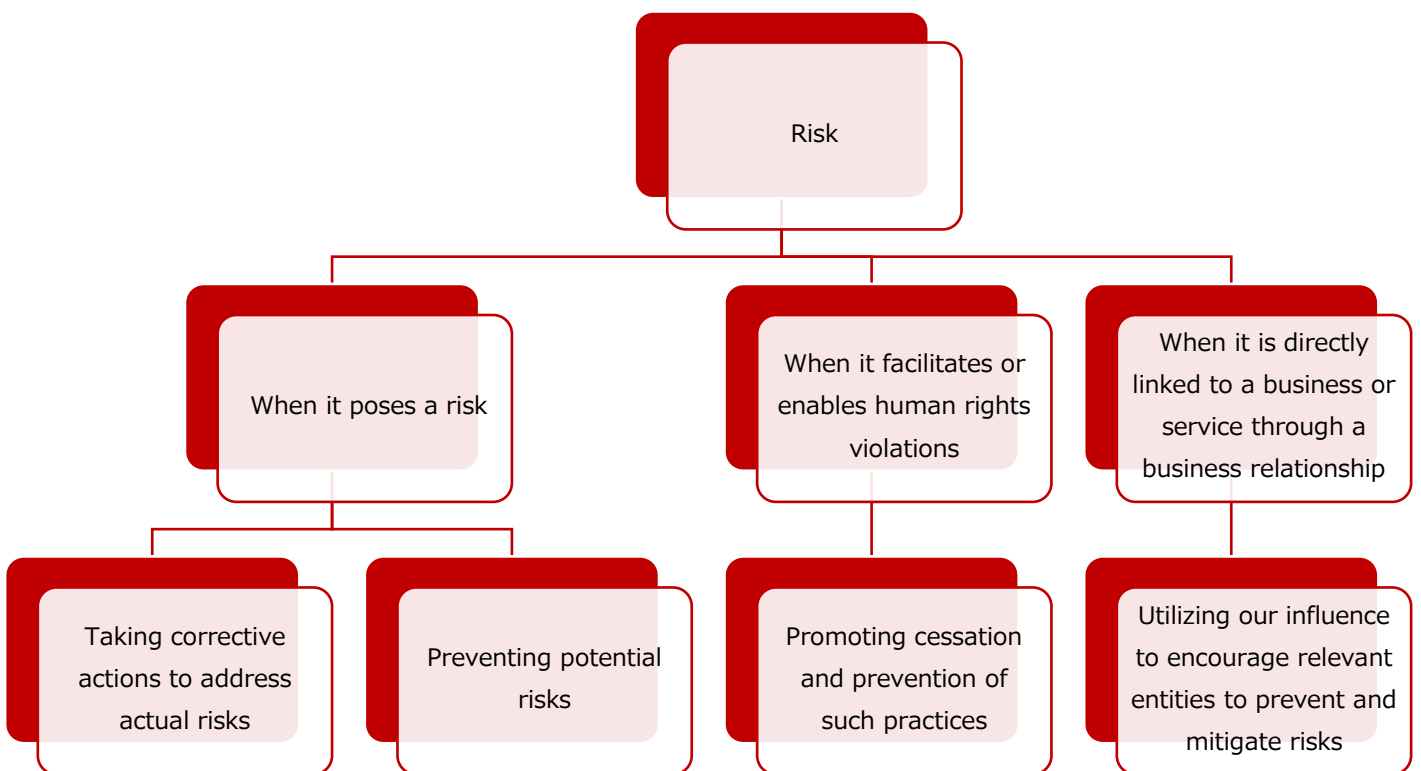 Risk
When it poses a risk
When it facilitates or
enables human rights
violations
When it is directly
linked to a business or
service through a
business relationship
Taking corrective
actions to address
actual risks
Preventing potential
risks
Promoting cessation
and prevention of
such practices
Utilizing our influence
to encourage relevant
entities to prevent and
mitigate risks